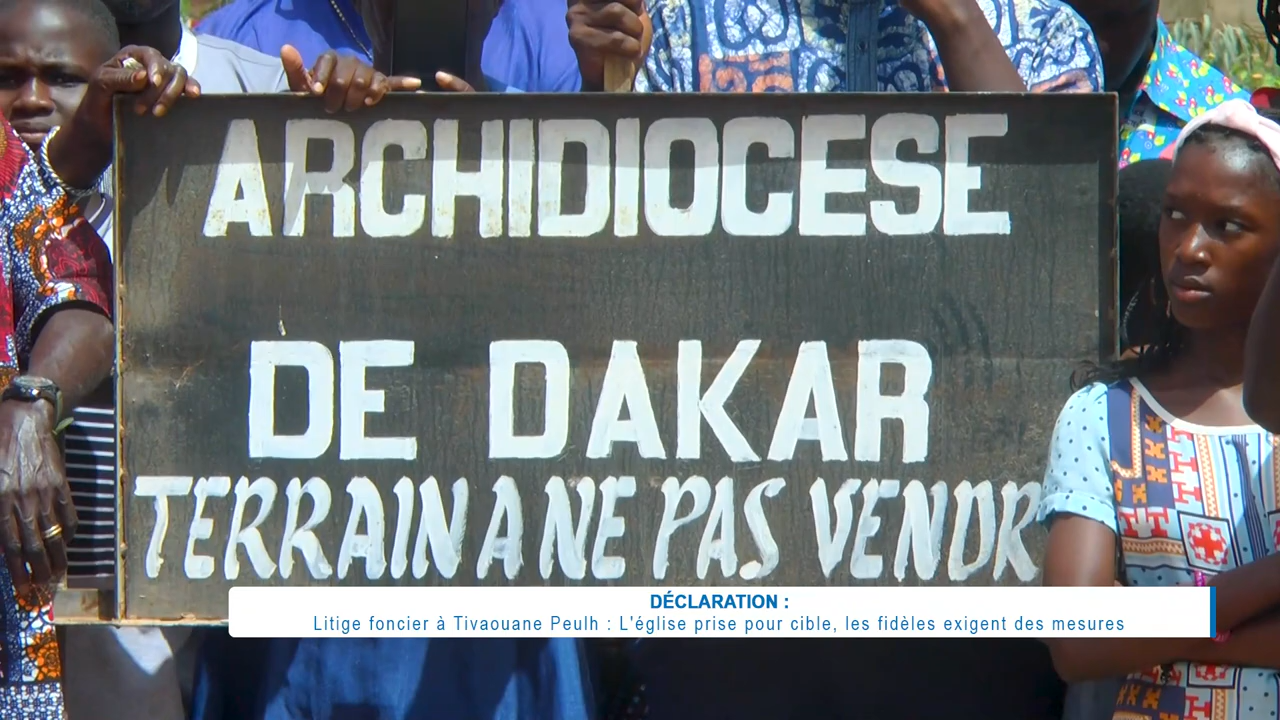 ARCHIDIOCESE
DE DAKAR
TERRAIN A NE PAS VENDR
DÉCLARATION :
Litige foncier à Tivaouane Peulh : L'église prise pour cible, les fidèles exigent des mesures